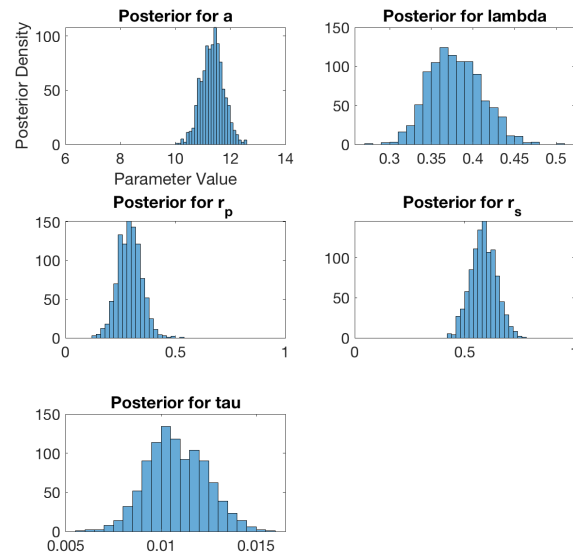 Posterior for a
100
50
0
6 8 10 12 14
Posterior Density
Parameter Value
Posterior for lambda
150
100
50
0
0.3 0.35 0.4 0.45 0.5
Posterior for r_p
150
100
50
0
0 0.5 1
Posterior for r_s
100
50
0
0 0.5 1
Posterior for tau
150
100
50
0
0.005 0.01 0.015